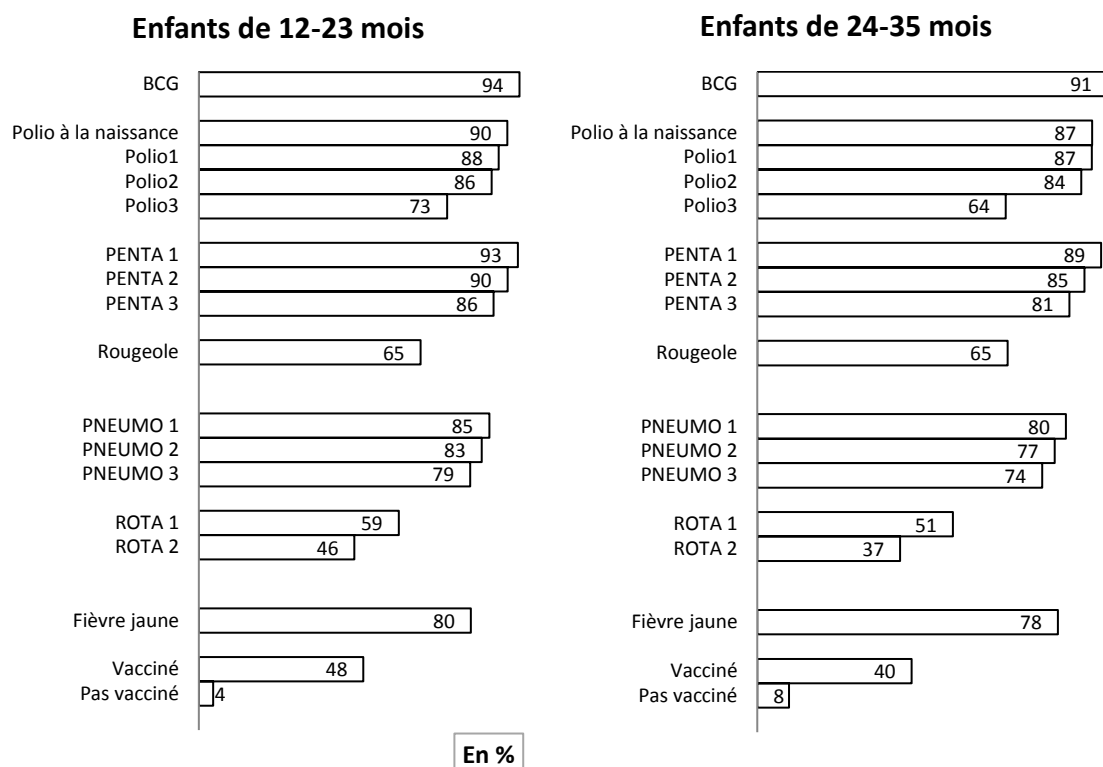 Enfants de 12-23 mois
BCG 94
Polio à la naissance 90
Polio1 88
Polio2 86
Polio3 73
PENTA 1 93
PENTA 2 90
PENTA 3 86
Rougeole 65
PNEUMO 1 85
PNEUMO 2 83
PNEUMO 3 79
ROTA 1 59
ROTA 2 46
Fièvre jaune 80
Vacciné 48
Pas vacciné 4
Enfants de 24-35 mois
BCG 91
Polio à la naissance 87
Polio1 87
Polio2 84
Polio3 64
PENTA 1 89
PENTA 2 85
PENTA 3 81
Rougeole 65
PNEUMO 1 80
PNEUMO 2 77
PNEUMO 3 74
ROTA 1 51
ROTA 2 37
Fièvre jaune 78
Vacciné 40
Pas vacciné 8
En %